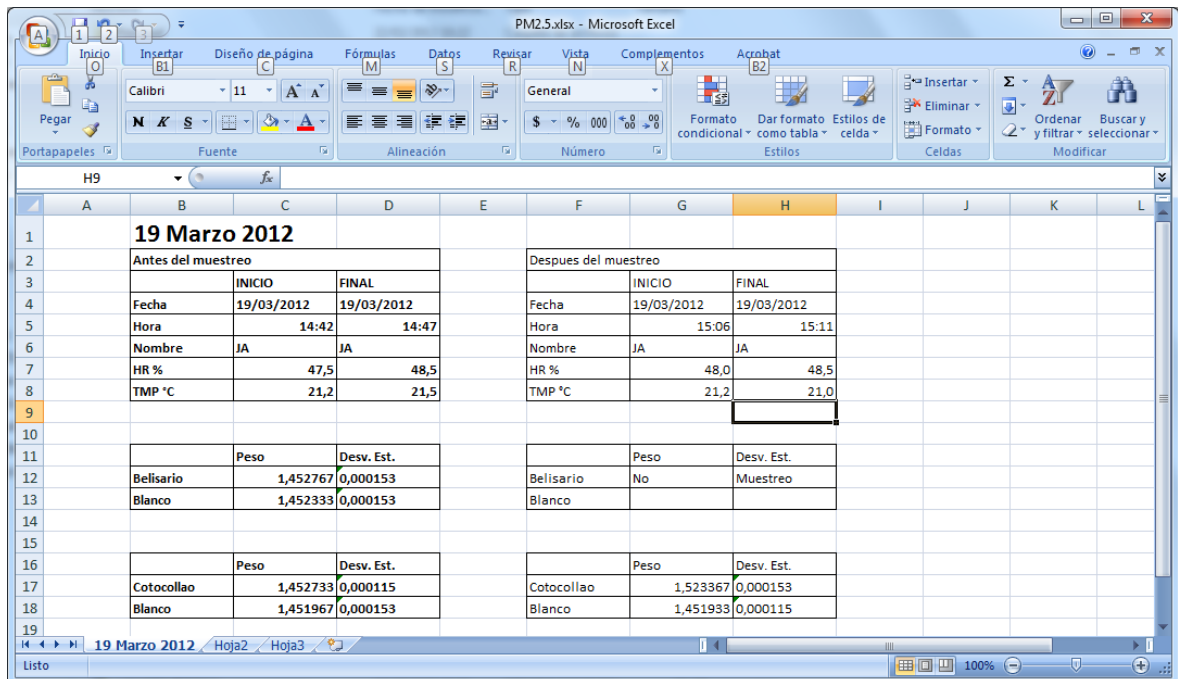 PM2.5.xlsx - Microsoft Excel
A 1 2 3
Inicio Insertar Diseño de página Fórmulas Datos Revisar Vista Complementos Acrobat
O B1 C M S R N X B2
Pegar
Calibri 11 A A General
N K S A $ % 000
Formato condicional
Dar formato como tabla
Estilos de celda
Insertar
Eliminar
Formato
Σ
Ordenar y filtrar
Buscar y seleccionar
Portapapeles Fuente Alineación Número Estilos Celdas Modificar
H9 fx
A B C D E F G H I J K L
1 19 Marzo 2012
2 Antes del muestreo Despues del muestreo
3 INICIO FINAL INICIO FINAL
4 Fecha 19/03/2012 19/03/2012 Fecha 19/03/2012 19/03/2012
5 Hora 14:42 14:47 Hora 15:06 15:11
6 Nombre JA JA Nombre JA JA
7 HR % 47,5 48,5 HR % 48,0 48,5
8 TMP °C 21,2 21,5 TMP °C 21,2 21,0
9
10
11 Peso Desv. Est. Peso Desv. Est.
12 Belisario 1,452767 0,000153 Belisario No Muestreo
13 Blanco 1,452333 0,000153 Blanco
14
15
16 Peso Desv. Est. Peso Desv. Est.
17 Cotocollao 1,452733 0,000115 Cotocollao 1,523367 0,000153
18 Blanco 1,451967 0,000153 Blanco 1,451933 0,000115
19
19 Marzo 2012 Hoja2 Hoja3
Listo 100%